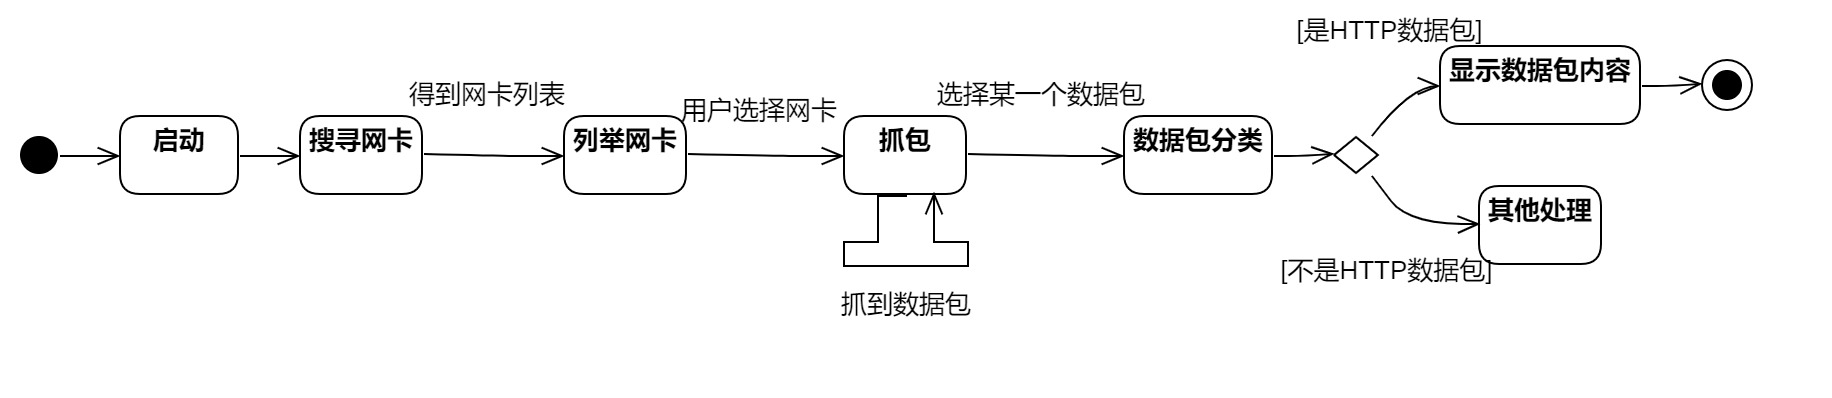 [是HTTP数据包]
显示数据包内容
得到网卡列表
用户选择网卡
选择某一个数据包
启动
搜寻网卡
列举网卡
抓包
数据包分类
其他处理
[不是HTTP数据包]
抓到数据包